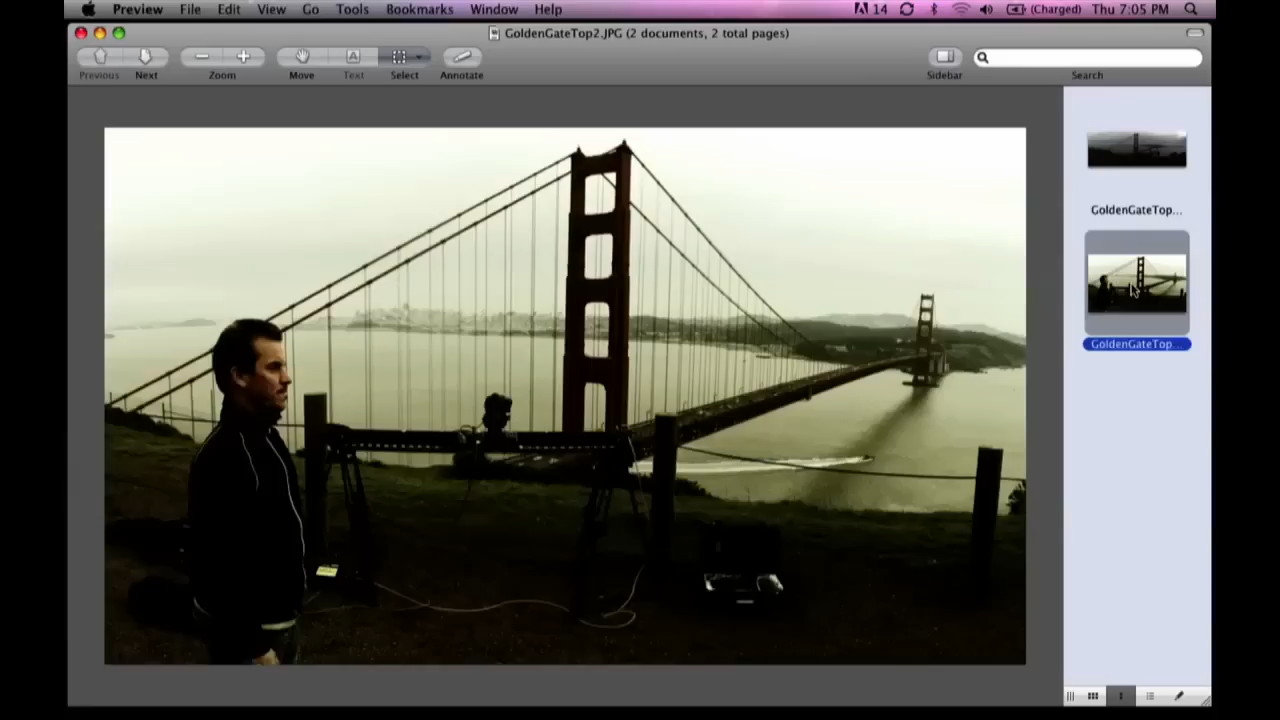 Preview File Edit View Go Tools Bookmarks Window Help 14 (Charged) Thu 7:05 PM
GoldenGateTop2.JPG (2 documents, 2 total pages)
Previous Next Zoom Move Text Select Annotate Sidebar Search
GoldenGateTop...
GoldenGateTop...